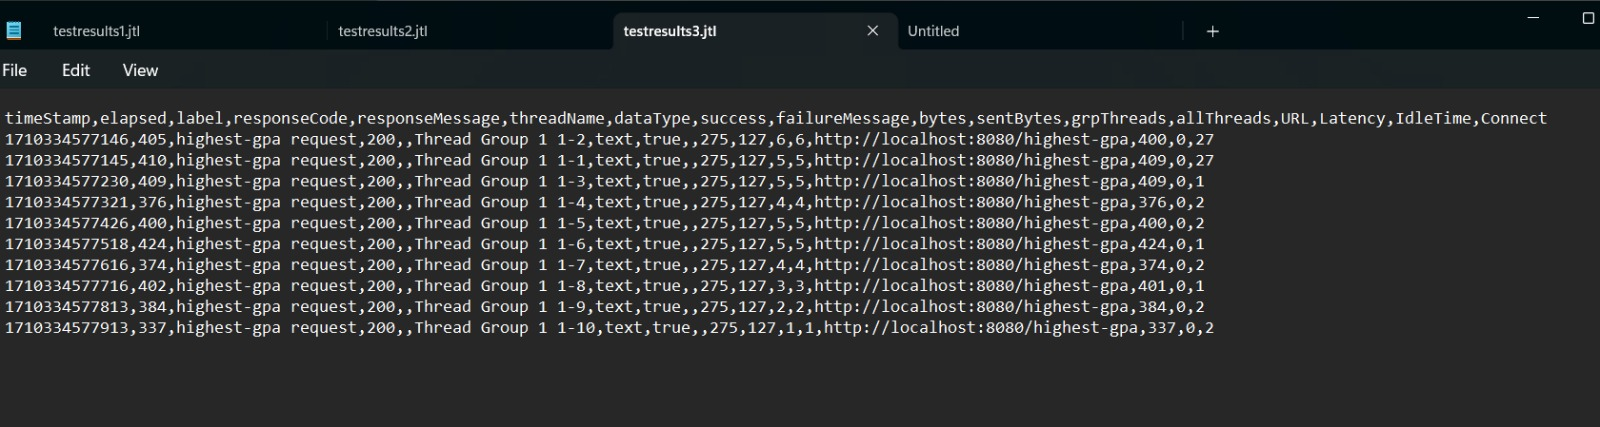 testresults1.jtl testresults2.jtl testresults3.jtl Untitled
File Edit View
timeStamp,elapsed,label,responseCode,responseMessage,threadName,dataType,success,failureMessage,bytes,sentBytes,grpThreads,allThreads,URL,Latency,IdleTime,Connect
1710334577146,405,highest-gpa request,200,,Thread Group 1 1-2,text,true,,275,127,6,6,http://localhost:8080/highest-gpa,400,0,27
1710334577145,410,highest-gpa request,200,,Thread Group 1 1-1,text,true,,275,127,5,5,http://localhost:8080/highest-gpa,409,0,27
1710334577230,409,highest-gpa request,200,,Thread Group 1 1-3,text,true,,275,127,5,5,http://localhost:8080/highest-gpa,409,0,1
1710334577321,376,highest-gpa request,200,,Thread Group 1 1-4,text,true,,275,127,4,4,http://localhost:8080/highest-gpa,376,0,2
1710334577426,400,highest-gpa request,200,,Thread Group 1 1-5,text,true,,275,127,5,5,http://localhost:8080/highest-gpa,400,0,2
1710334577518,424,highest-gpa request,200,,Thread Group 1 1-6,text,true,,275,127,5,5,http://localhost:8080/highest-gpa,424,0,1
1710334577616,374,highest-gpa request,200,,Thread Group 1 1-7,text,true,,275,127,4,4,http://localhost:8080/highest-gpa,374,0,2
1710334577716,402,highest-gpa request,200,,Thread Group 1 1-8,text,true,,275,127,3,3,http://localhost:8080/highest-gpa,401,0,1
1710334577813,384,highest-gpa request,200,,Thread Group 1 1-9,text,true,,275,127,2,2,http://localhost:8080/highest-gpa,384,0,2
1710334577913,337,highest-gpa request,200,,Thread Group 1 1-10,text,true,,275,127,1,1,http://localhost:8080/highest-gpa,337,0,2